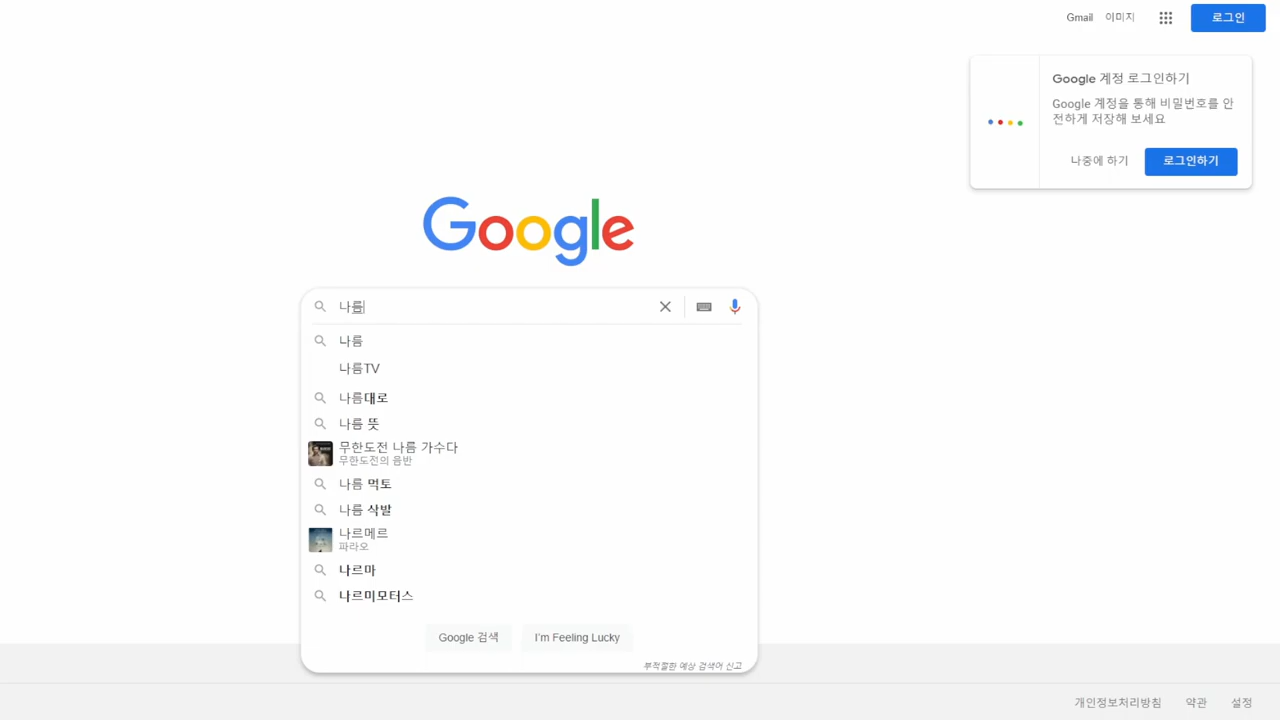 Gmail 이미지 로그인
Google 계정 로그인하기
Google 계정을 통해 비밀번호를 안
전하게 저장해 보세요
나중에 하기 로그인하기
Google
나름
나름
나름TV
나름대로
나름 뜻
무한도전 나름 가수다
무한도전의 음반
나름 먹토
나름 삭발
나르메르
파라오
나르마
나르미모터스
Google 검색 I'm Feeling Lucky
부적절한 예상 검색어 신고
개인정보처리방침 약관 설정